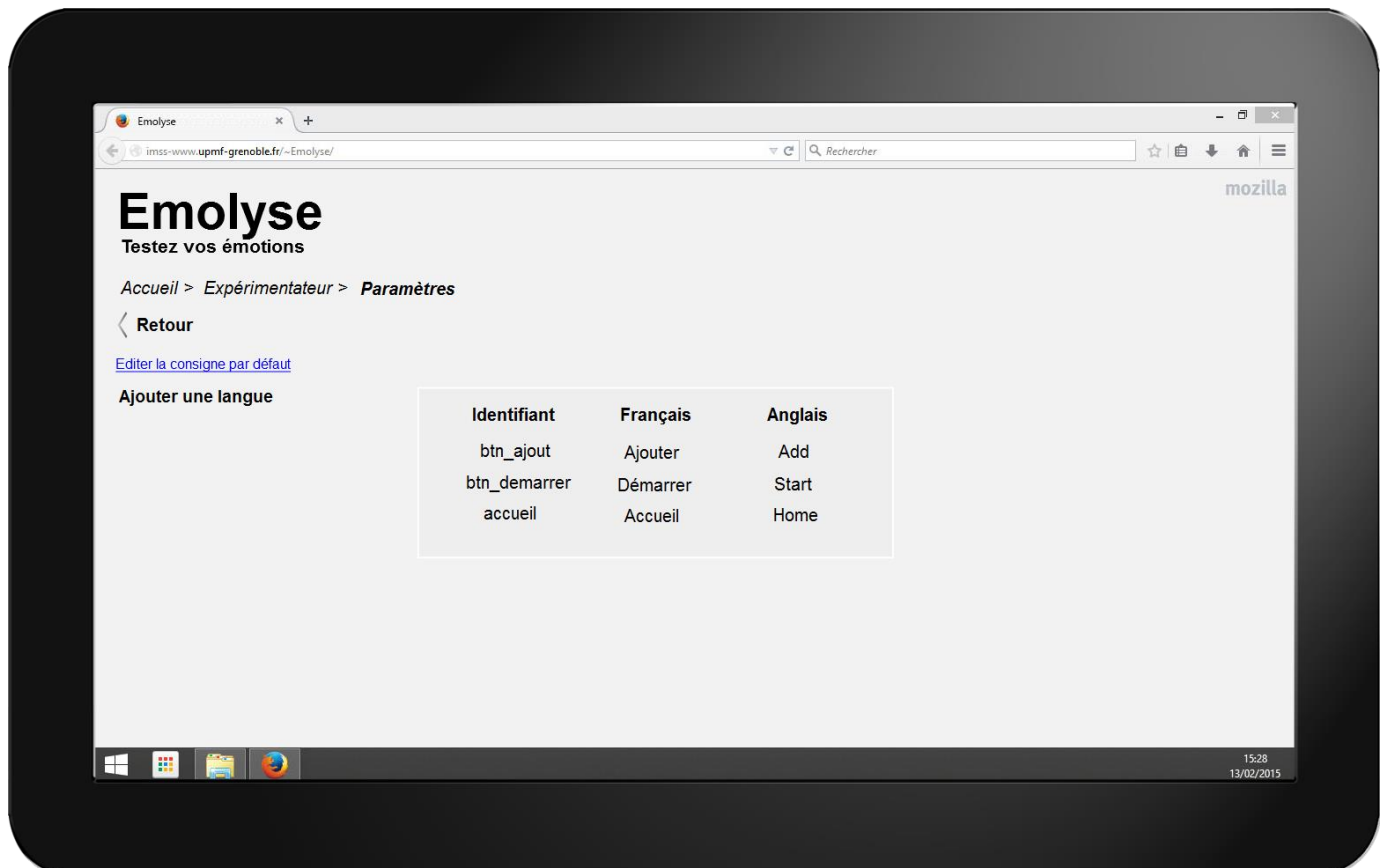 Emolyse
imss-www.upmf-grenoble.fr/~Emolyse/
Rechercher
mozilla
Emolyse
Testez vos émotions
Accueil > Expérimentateur > Paramètres
Retour
Editer la consigne par défaut
Ajouter une langue
Identifiant Français Anglais
btn_ajout Ajouter Add
btn_demarrer Démarrer Start
accueil Accueil Home
15:28
13/02/2015